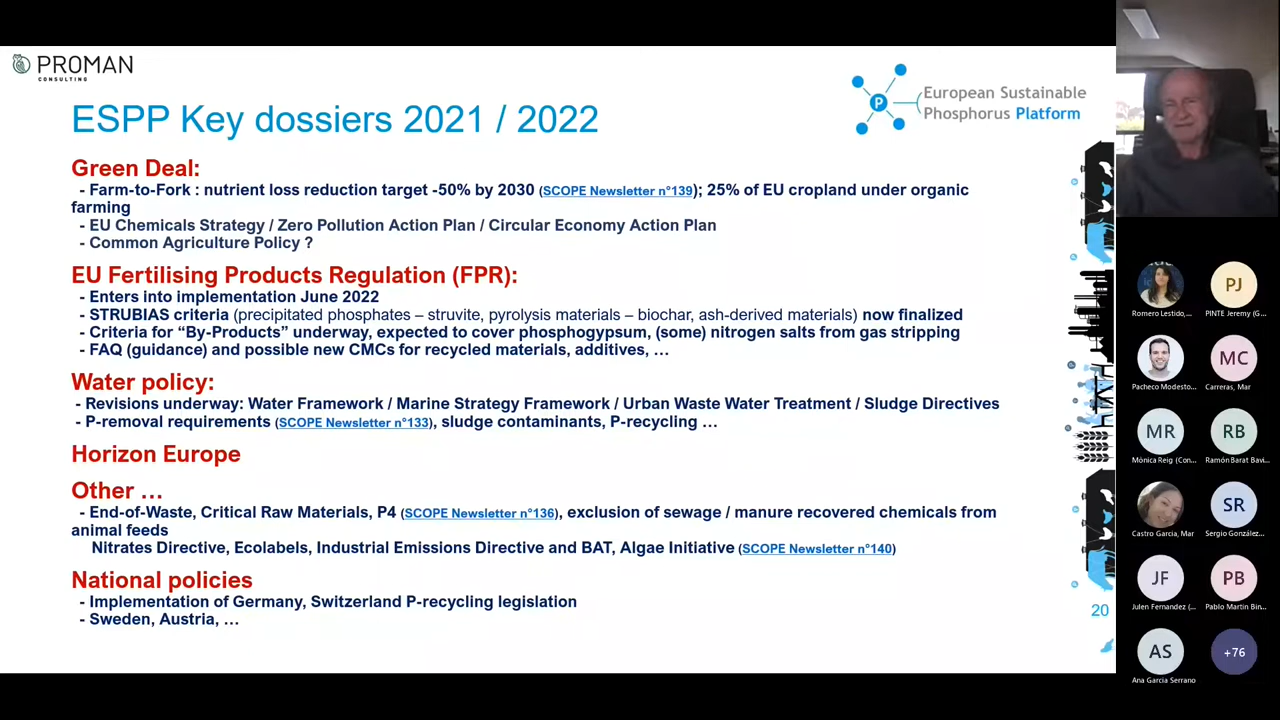 PROMAN
CONSULTING
European Sustainable
Phosphorus Platform
P
ESPP Key dossiers 2021 / 2022
Green Deal:
- Farm-to-Fork : nutrient loss reduction target -50% by 2030 (SCOPE Newsletter n°139); 25% of EU cropland under organic
farming
- EU Chemicals Strategy / Zero Pollution Action Plan / Circular Economy Action Plan
- Common Agriculture Policy ?
EU Fertilising Products Regulation (FPR):
- Enters into implementation June 2022
- STRUBIAS criteria (precipitated phosphates – struvite, pyrolysis materials – biochar, ash-derived materials) now finalized
- Criteria for “By-Products” underway, expected to cover phosphogypsum, (some) nitrogen salts from gas stripping
- FAQ (guidance) and possible new CMCs for recycled materials, additives, …
Water policy:
- Revisions underway: Water Framework / Marine Strategy Framework / Urban Waste Water Treatment / Sludge Directives
- P-removal requirements (SCOPE Newsletter n°133), sludge contaminants, P-recycling …
Horizon Europe
Other …
- End-of-Waste, Critical Raw Materials, P4 (SCOPE Newsletter n°136), exclusion of sewage / manure recovered chemicals from
animal feeds
Nitrates Directive, Ecolabels, Industrial Emissions Directive and BAT, Algae Initiative (SCOPE Newsletter n°140)
National policies
- Implementation of Germany, Switzerland P-recycling legislation
- Sweden, Austria, …
20
PJ
Romero Lestido,...
PINTE Jeremy (G...
MC
Pacheco Modesto...
Carreras, Mar
MR
RB
Mònica Reig (Con...
Ramón Barat Bavi...
SR
Castro Garcia, Mar
Sergio González...
JF
PB
Julen Fernandez (...
Pablo Martin Bin...
AS
+76
Ana Garcia Serrano